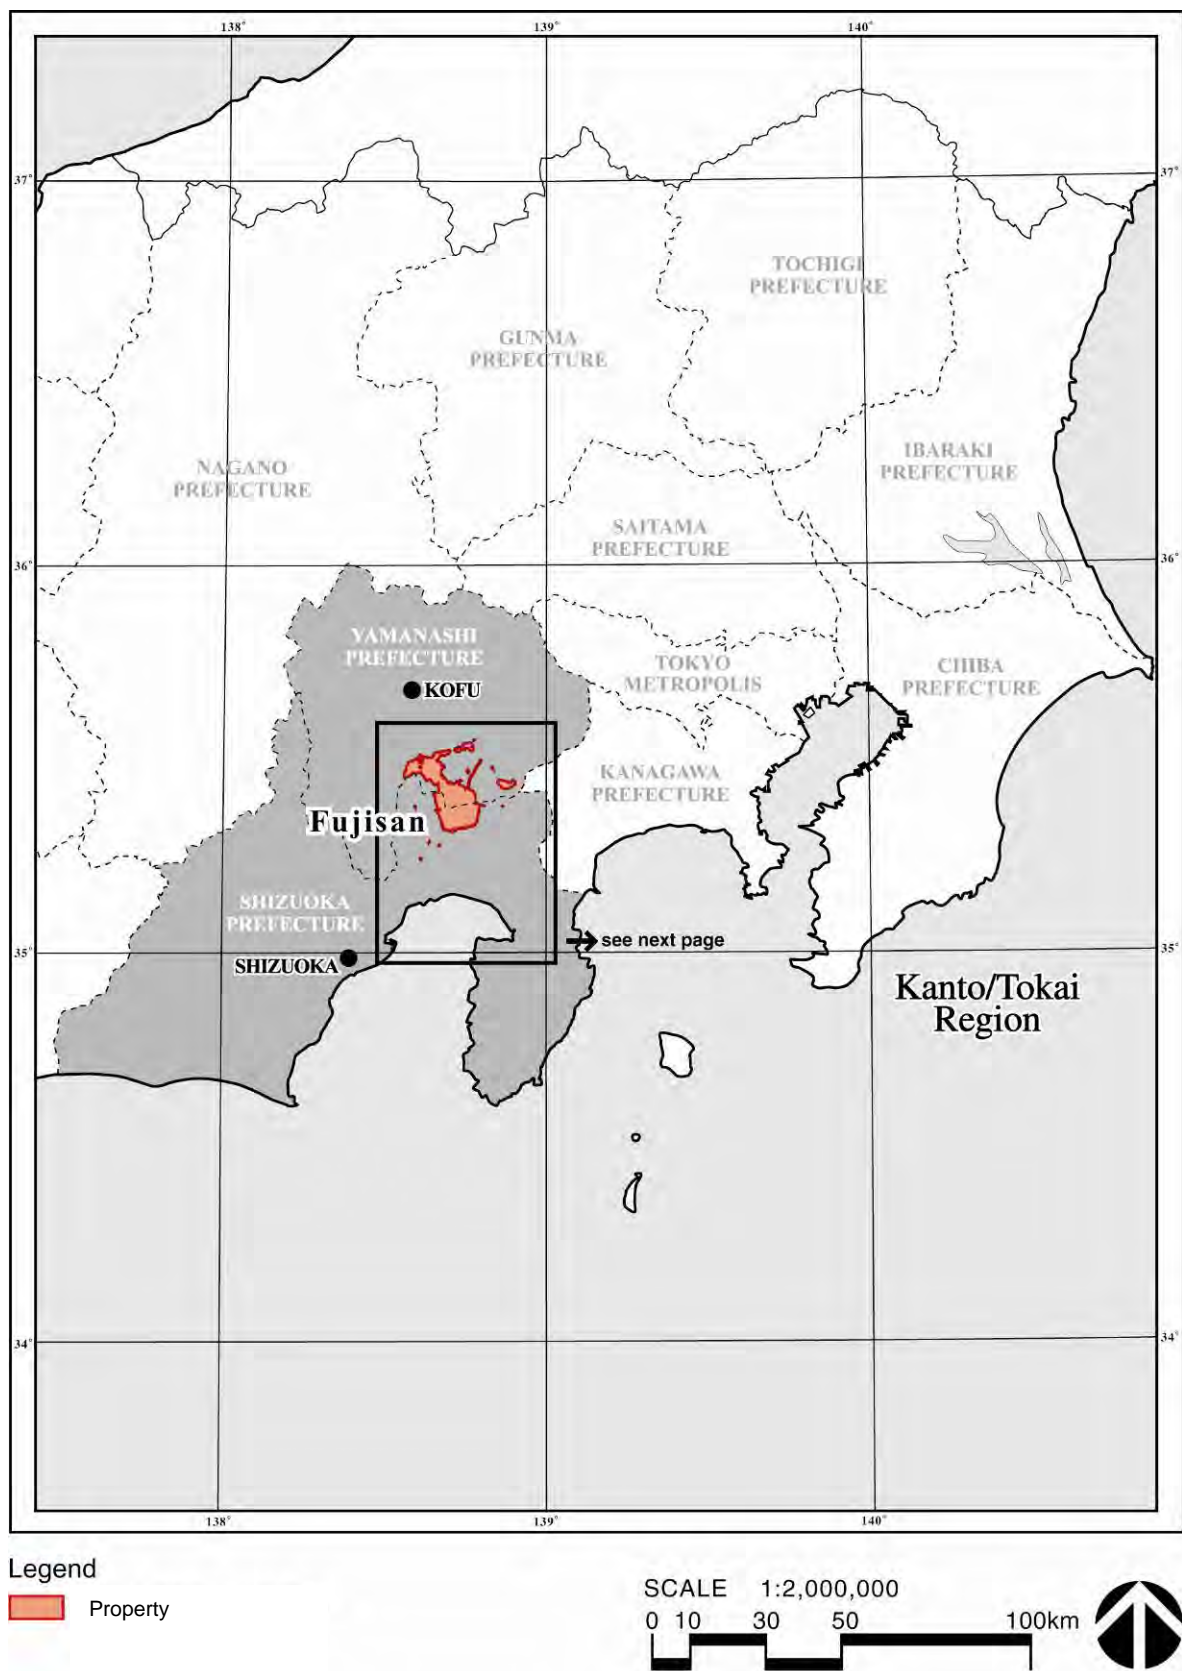 138°
139°
140°
37°
37°
TOCHIGI
PREFECTURE
GUNMA
PREFECTURE
IBARAKI
PREFECTURE
NAGANO
PREFECTURE
SAITAMA
PREFECTURE
36°
36°
YAMANASHI
PREFECTURE
TOKYO
METROPOLIS
CHIBA
PREFECTURE
KOFU
KANAGAWA
PREFECTURE
Fujisan
SHIZUOKA
PREFECTURE
see next page
35°
35°
SHIZUOKA
Kanto/Tokai
Region
34°
34°
138°
139°
140°
Legend
Property
SCALE 1:2,000,000
0 10 30 50 100km